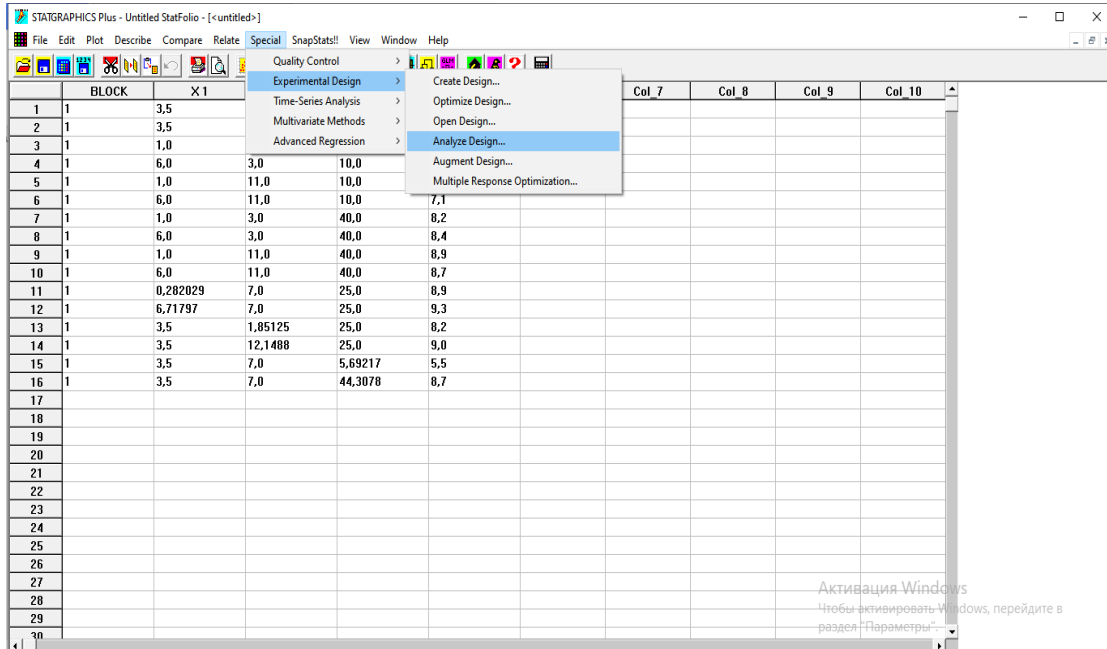 STATGRAPHICS Plus - Untitled StatFolio - [<untitled>]
File Edit Plot Describe Compare Relate Special SnapStats!! View Window Help
Quality Control
Experimental Design
Time-Series Analysis
Multivariate Methods
Advanced Regression
Create Design...
Optimize Design...
Open Design...
Analyze Design...
Augment Design...
Multiple Response Optimization...
BLOCK X1 Col_7 Col_8 Col_9 Col_10
1 1 3,5
2 1 3,5
3 1 1,0
4 1 6,0 3,0 10,0
5 1 1,0 11,0 10,0
6 1 6,0 11,0 10,0 7,1
7 1 1,0 3,0 40,0 8,2
8 1 6,0 3,0 40,0 8,4
9 1 1,0 11,0 40,0 8,9
10 1 6,0 11,0 40,0 8,7
11 1 0,282029 7,0 25,0 8,9
12 1 6,71797 7,0 25,0 9,3
13 1 3,5 1,85125 25,0 8,2
14 1 3,5 12,1488 25,0 9,0
15 1 3,5 7,0 5,69217 5,5
16 1 3,5 7,0 44,3078 8,7
17
18
19
20
21
22
23
24
25
26
27
28
29
30
Активация Windows
Чтобы активировать Windows, перейдите в
раздел "Параметры".